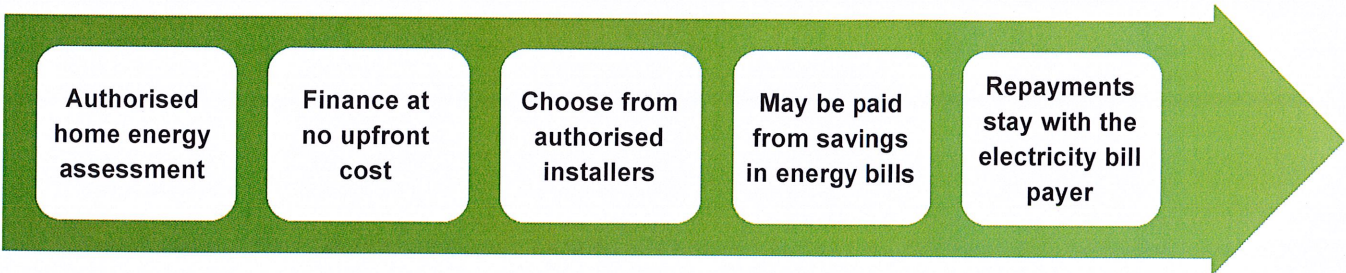 Authorised
home energy
assessment
Finance at
no upfront
cost
Choose from
authorised
installers
May be paid
from savings
in energy bills
Repayments
stay with the
electricity bill
payer